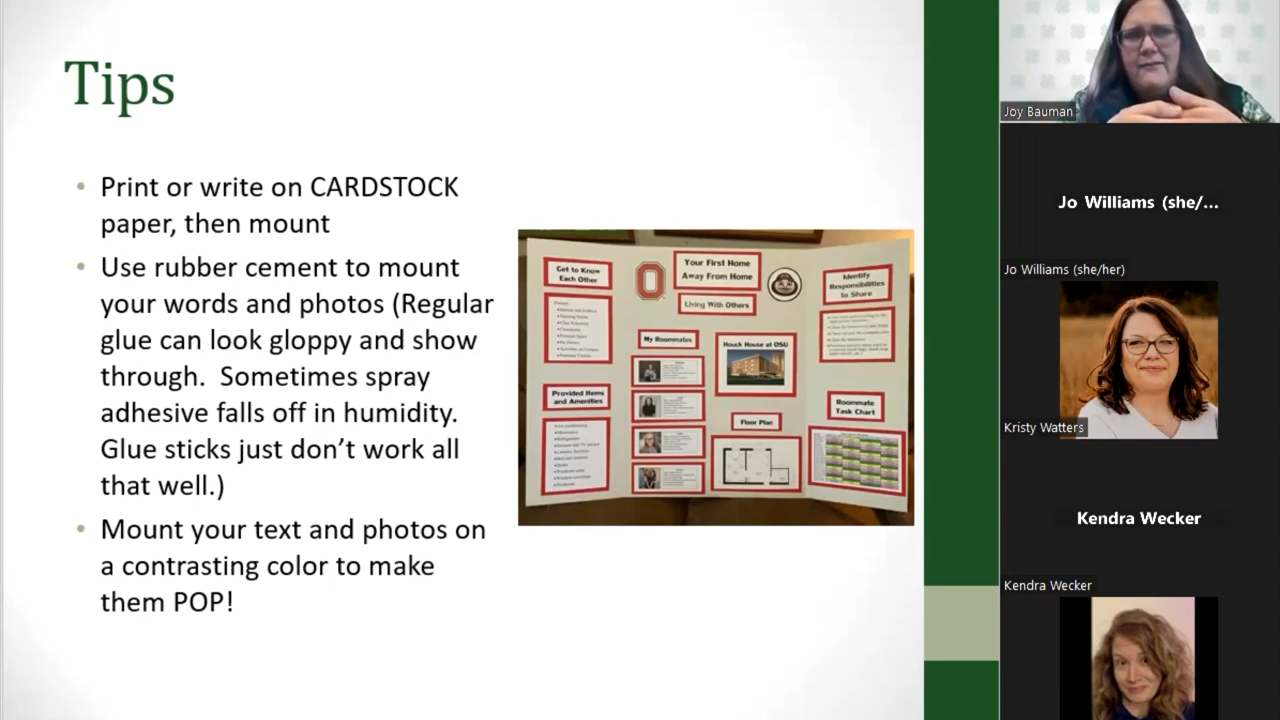 Tips
• Print or write on CARDSTOCK
paper, then mount
• Use rubber cement to mount
your words and photos (Regular
glue can look gloppy and show
through.  Sometimes spray
adhesive falls off in humidity.
Glue sticks just don’t work all
that well.)
• Mount your text and photos on
a contrasting color to make
them POP!
Get to Know
Each Other
Provided Items
and Amenities
Your First Home
Away From Home
Living With Others
My Roommates
Houck House at OSU
Floor Plan
Identify
Responsibilities
to Share
Roommate
Task Chart
Joy Bauman
Jo Williams (she/...
Jo Williams (she/her)
Kristy Watters
Kendra Wecker
Kendra Wecker